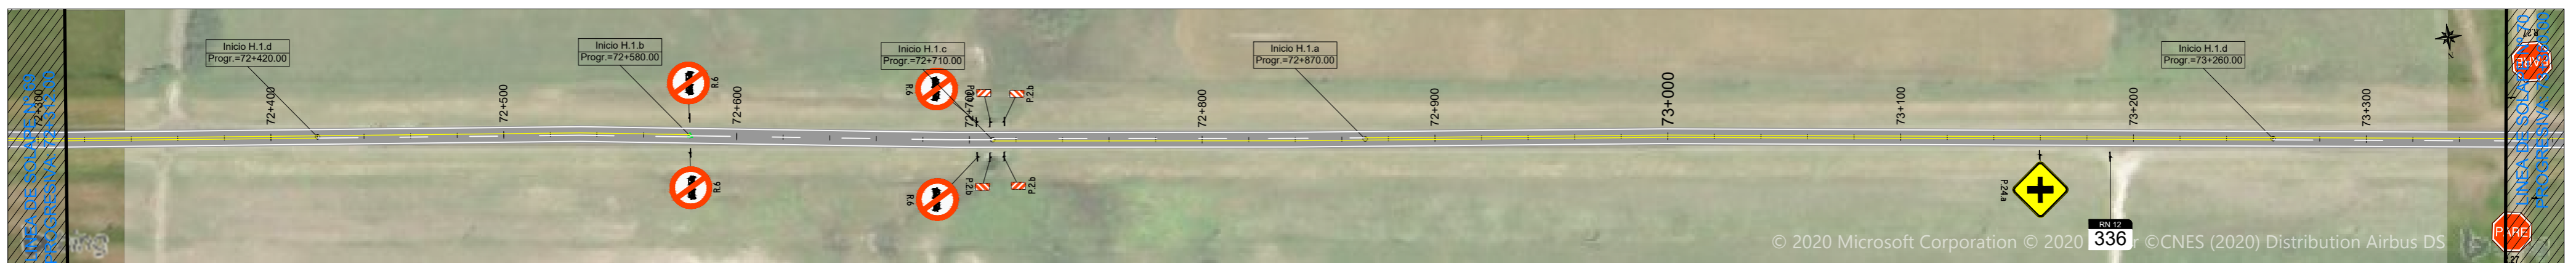 Inicio H.1.d
Progr.=72+420.00
Inicio H.1.b
Progr.=72+580.00
Inicio H.1.c
Progr.=72+710.00
Inicio H.1.a
Progr.=72+870.00
Inicio H.1.d
Progr.=73+260.00
R.27
PARE
R.6
R.6
P.2.b
72+300
72+400
72+500
72+600
72+700
72+800
72+900
73+000
73+100
73+200
73+300
R.6
R.6
P.2.b
P.2.b
P.24.a
RN 12
336
PARE
© 2020 Microsoft Corporation © 2020
©CNES (2020) Distribution Airbus DS